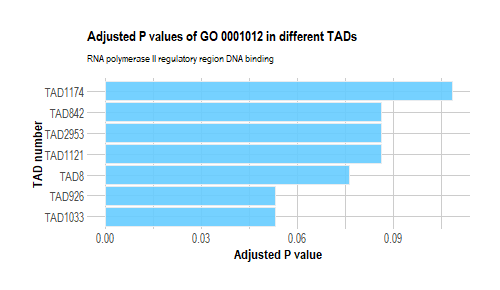 Adjusted P values of GO 0001012 in different TADs
RNA polymerase II regulatory region DNA binding
TAD number
TAD1174
TAD842
TAD2953
TAD1121
TAD8
TAD926
TAD1033
0.00 0.03 0.06 0.09
Adjusted P value